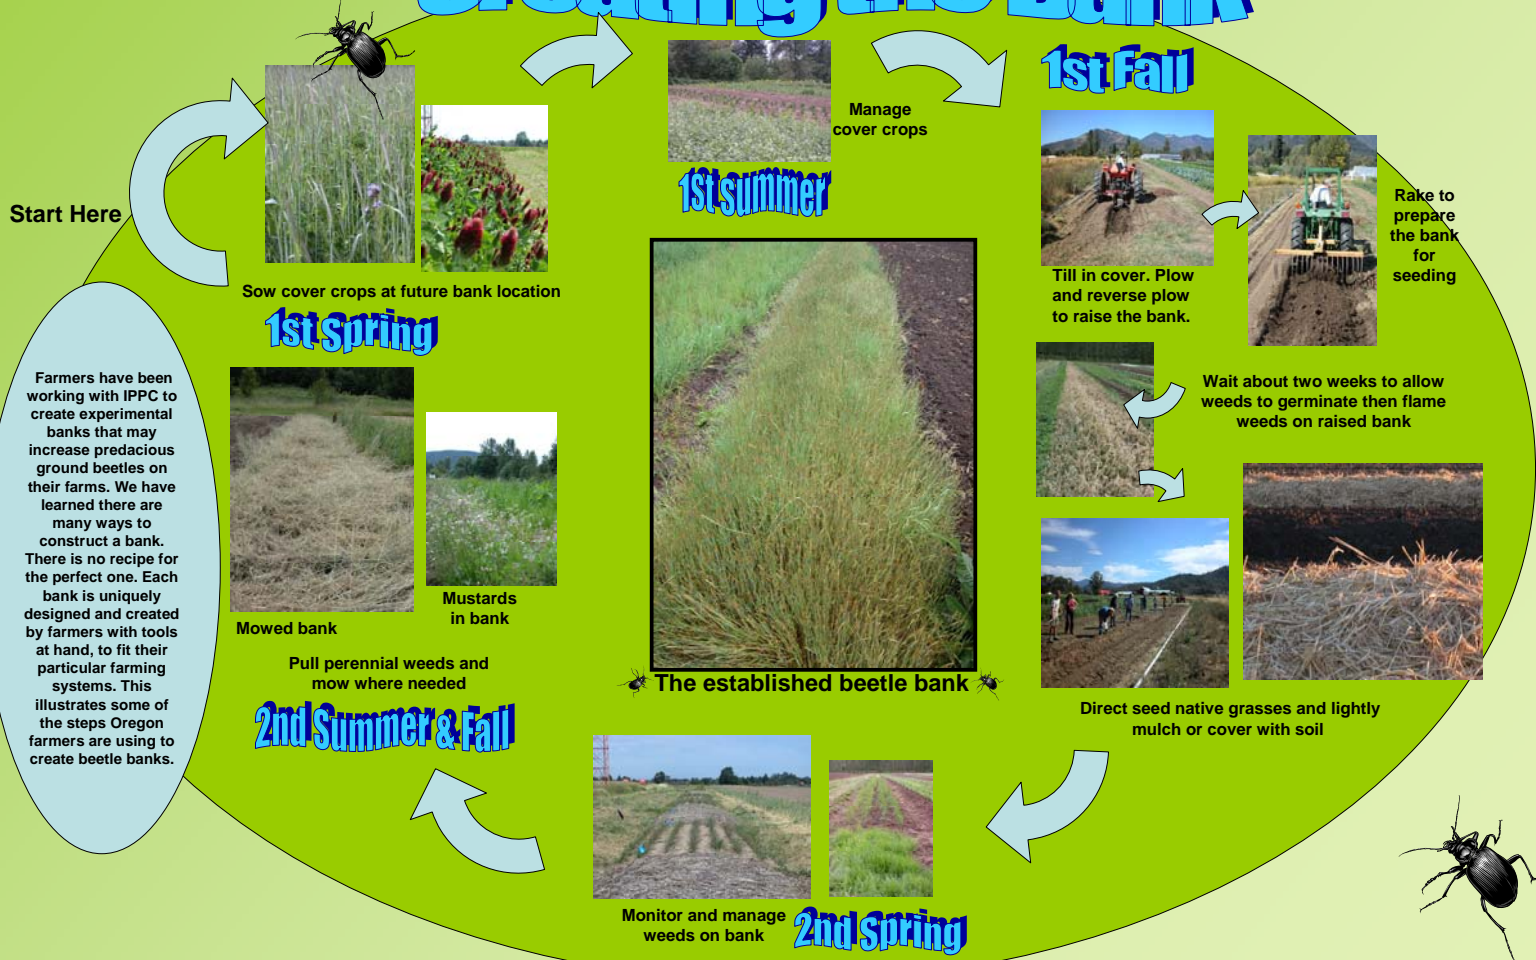 Creating the Bank
Start Here
Sow cover crops at future bank location
1st Spring
Manage
cover crops
1st summer
1st Fall
Till in cover. Plow
and reverse plow
to raise the bank.
Rake to
prepare
the bank
for
seeding
Wait about two weeks to allow
weeds to germinate then flame
weeds on raised bank
Direct seed native grasses and lightly
mulch or cover with soil
Monitor and manage
weeds on bank
2nd Spring
Mowed bank
Mustards
in bank
Pull perennial weeds and
mow where needed
2nd Summer & Fall
The established beetle bank
Farmers have been
working with IPPC to
create experimental
banks that may
increase predacious
ground beetles on
their farms. We have
learned there are
many ways to
construct a bank.
There is no recipe for
the perfect one. Each
bank is uniquely
designed and created
by farmers with tools
at hand, to fit their
particular farming
systems. This
illustrates some of
the steps Oregon
farmers are using to
create beetle banks.